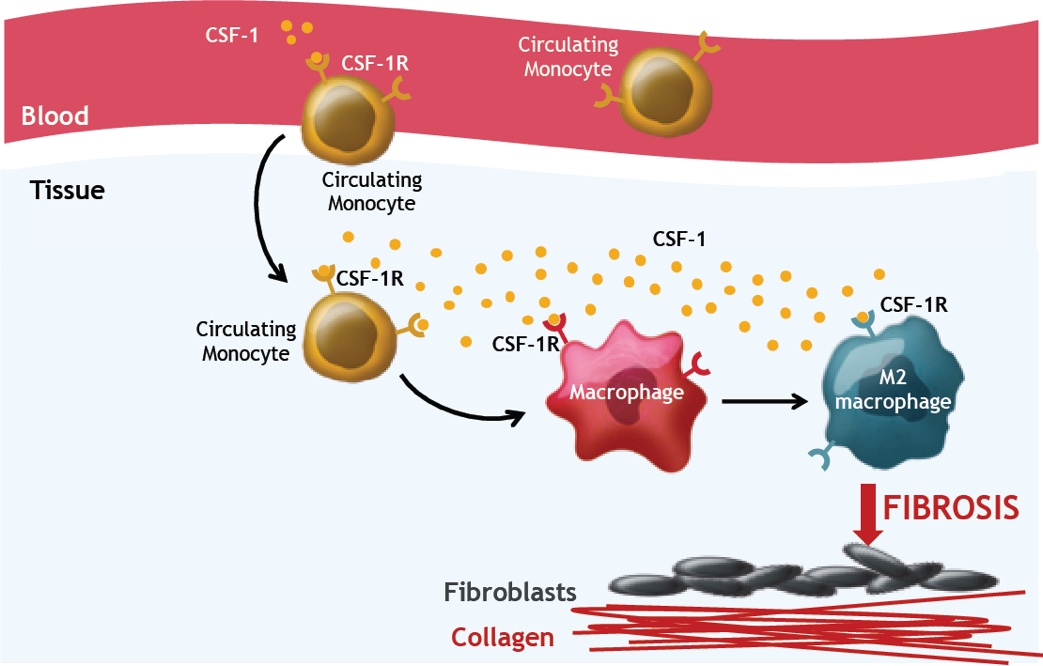 CSF-1
CSF-1R
Circulating
Monocyte
Blood
Circulating
Monocyte
Tissue
CSF-1
CSF-1R
CSF-1R
Circulating
Monocyte
CSF-1R
Macrophage
M2
macrophage
FIBROSIS
Fibroblasts
Collagen